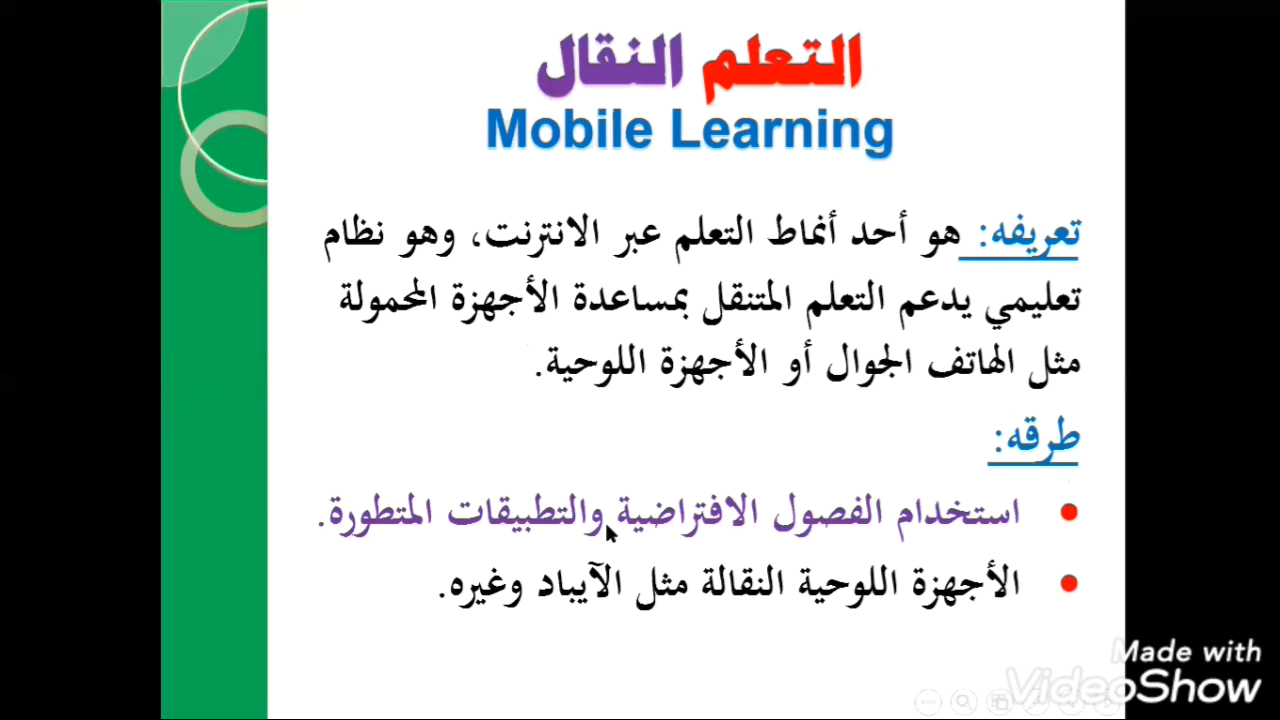 التعلم النقال
Mobile Learning
تعريفه: هو أحد أنماط التعلم عبر الانترنت، وهو نظام
تعليمي يدعم التعلم المتنقل بمساعدة الأجهزة المحمولة
مثل الهاتف الجوال أو الأجهزة اللوحية.
طرقه:
• استخدام الفصول الافتراضية والتطبيقات المتطورة.
• الأجهزة اللوحية النقالة مثل الآيباد وغيره.
Made with
VideoShow